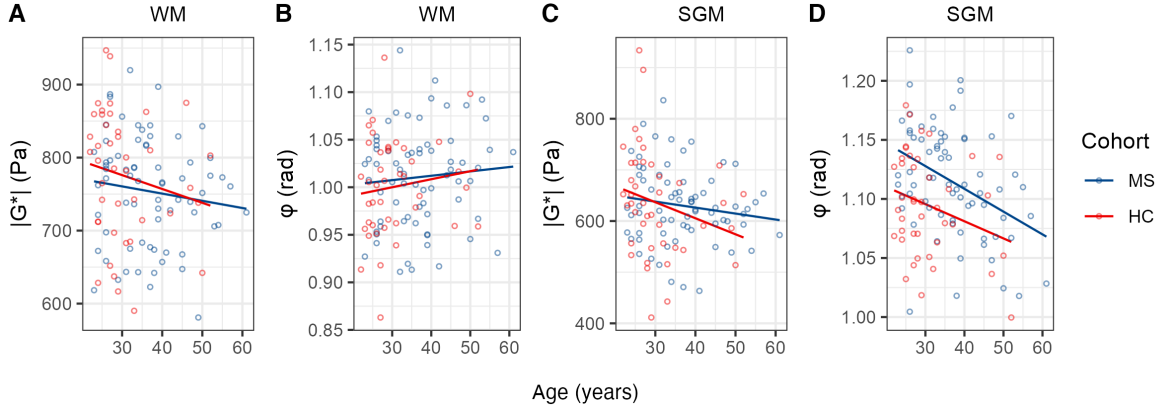 A WM
B WM
C SGM
D SGM
|G*| (Pa)
900
800
700
600
30 40 50 60
φ (rad)
1.15
1.10
1.05
1.00
0.95
0.90
0.85
30 40 50 60
|G*| (Pa)
800
600
400
30 40 50 60
φ (rad)
1.20
1.15
1.10
1.05
1.00
30 40 50 60
Cohort
MS
HC
Age (years)